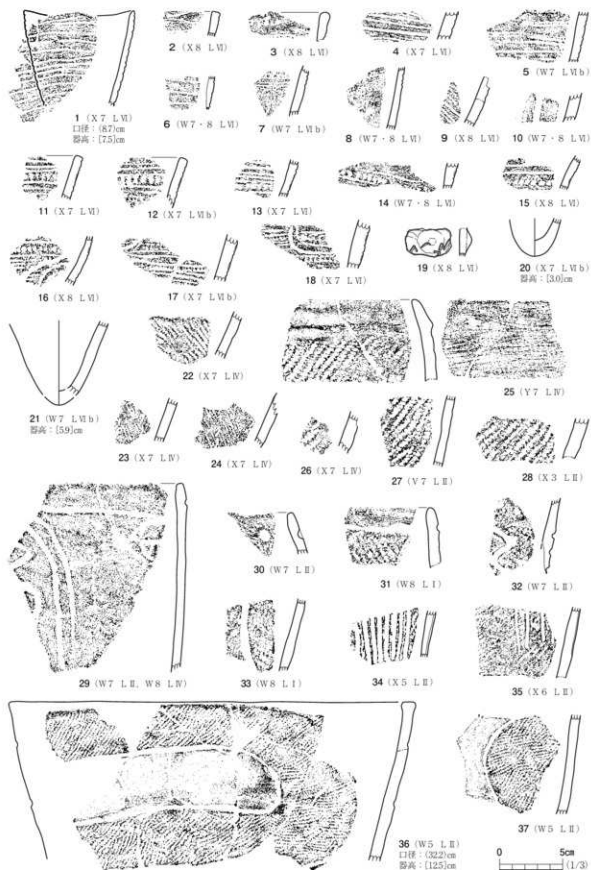 1 (X7 LⅥ)
口径：(8.7)cm
器高：[7.5]cm
2 (X8 LⅥ)
3 (X8 LⅥ)
4 (X7 LⅥ)
5 (W7 LⅥb)
6 (W7・8 LⅥ)
7 (W7 LⅥb)
8 (W7・8 LⅥ)
9 (X8 LⅥ)
10 (W7・8 LⅥ)
11 (X7 LⅥ)
12 (X7 LⅥb)
13 (X7 LⅥ)
14 (W7・8 LⅥ)
15 (X8 LⅥ)
16 (X8 LⅥ)
17 (X7 LⅥb)
18 (X7 LⅥ)
19 (X8 LⅥ)
20 (X7 LⅥb)
器高：[3.0]cm
21 (W7 LⅥb)
器高：[5.9]cm
22 (X7 LⅣ)
25 (Y7 LⅣ)
23 (X7 LⅣ)
24 (X7 LⅣ)
26 (X7 LⅣ)
27 (V7 LⅡ)
28 (X3 LⅡ)
29 (W7 LⅡ, W8 LⅣ)
30 (W7 LⅡ)
31 (W8 LⅠ)
32 (W7 LⅡ)
33 (W8 LⅠ)
34 (X5 LⅡ)
35 (X6 LⅡ)
36 (W5 LⅡ)
口径：(32.2)cm
器高：[12.5]cm
37 (W5 LⅡ)
0 5cm
(1/3)